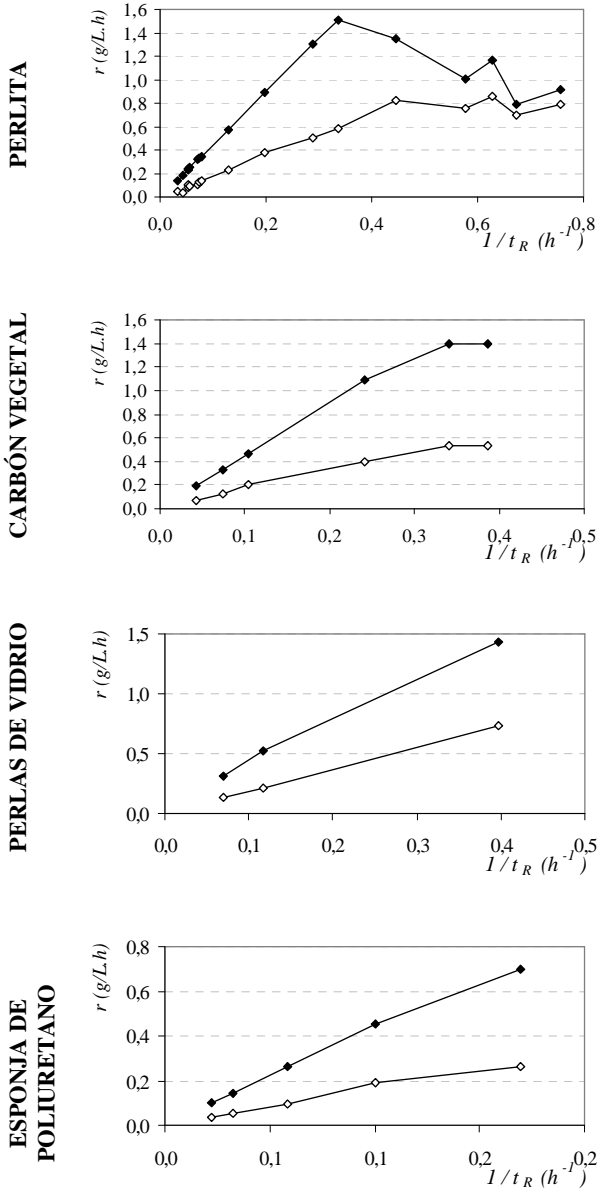 PERLITA
r (g/L.h)
1,6
1,4
1,2
1,0
0,8
0,6
0,4
0,2
0,0
0,0 0,2 0,4 0,6 0,8
1 / t R (h -1 )
CARBÓN VEGETAL
r (g/L.h)
1,6
1,4
1,2
1,0
0,8
0,6
0,4
0,2
0,0
0,0 0,1 0,2 0,3 0,4 0,5
1 / t R (h -1 )
PERLAS DE VIDRIO
r (g/L.h)
1,5
1,0
0,5
0,0
0,0 0,1 0,2 0,3 0,4 0,5
1 / t R (h -1 )
ESPONJA DE
POLIURETANO
r (g/L.h)
0,8
0,6
0,4
0,2
0,0
0,0 0,1 0,1 0,2 0,2
1 / t R (h -1 )